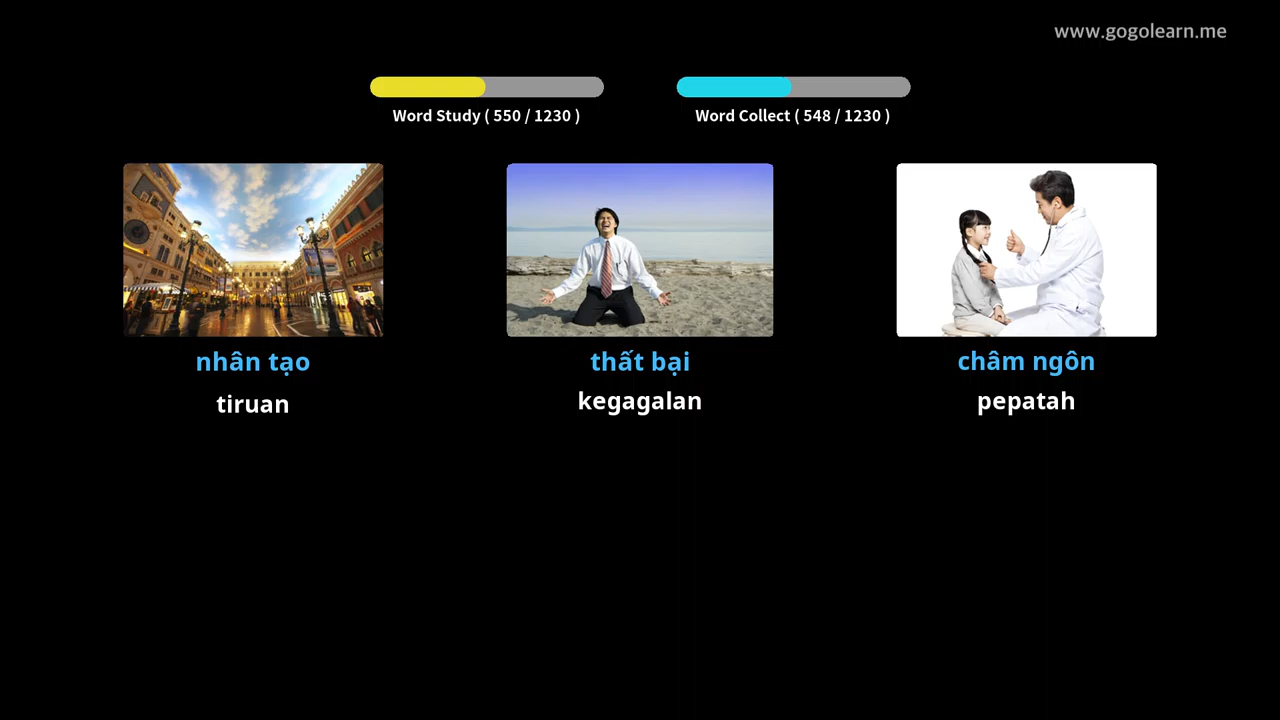 www.gogolearn.me
Word Study ( 550 / 1230 )
Word Collect ( 548 / 1230 )
nhân tạo
tiruan
thất bại
kegagalan
châm ngôn
pepatah